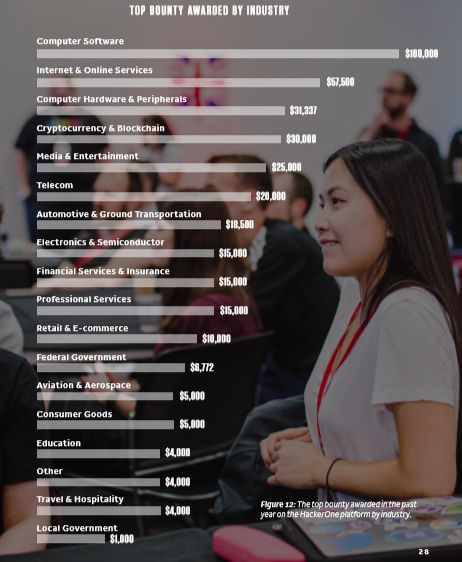 TOP BOUNTY AWARDED BY INDUSTRY
Computer Software
$100,000
Internet & Online Services
$57,500
Computer Hardware & Peripherals
$31,337
Cryptocurrency & Blockchain
$30,000
Media & Entertainment
$25,000
Telecom
$20,000
Automotive & Ground Transportation
$18,500
Electronics & Semiconductor
$15,000
Financial Services & Insurance
$15,000
Professional Services
$15,000
Retail & E-commerce
$10,000
Federal Government
$6,772
Aviation & Aerospace
$5,000
Consumer Goods
$5,000
Education
$4,000
Other
$4,000
Travel & Hospitality
$4,000
Local Government
$1,000
Figure 12: The top bounty awarded in the past
year on the HackerOne platform by industry.
28